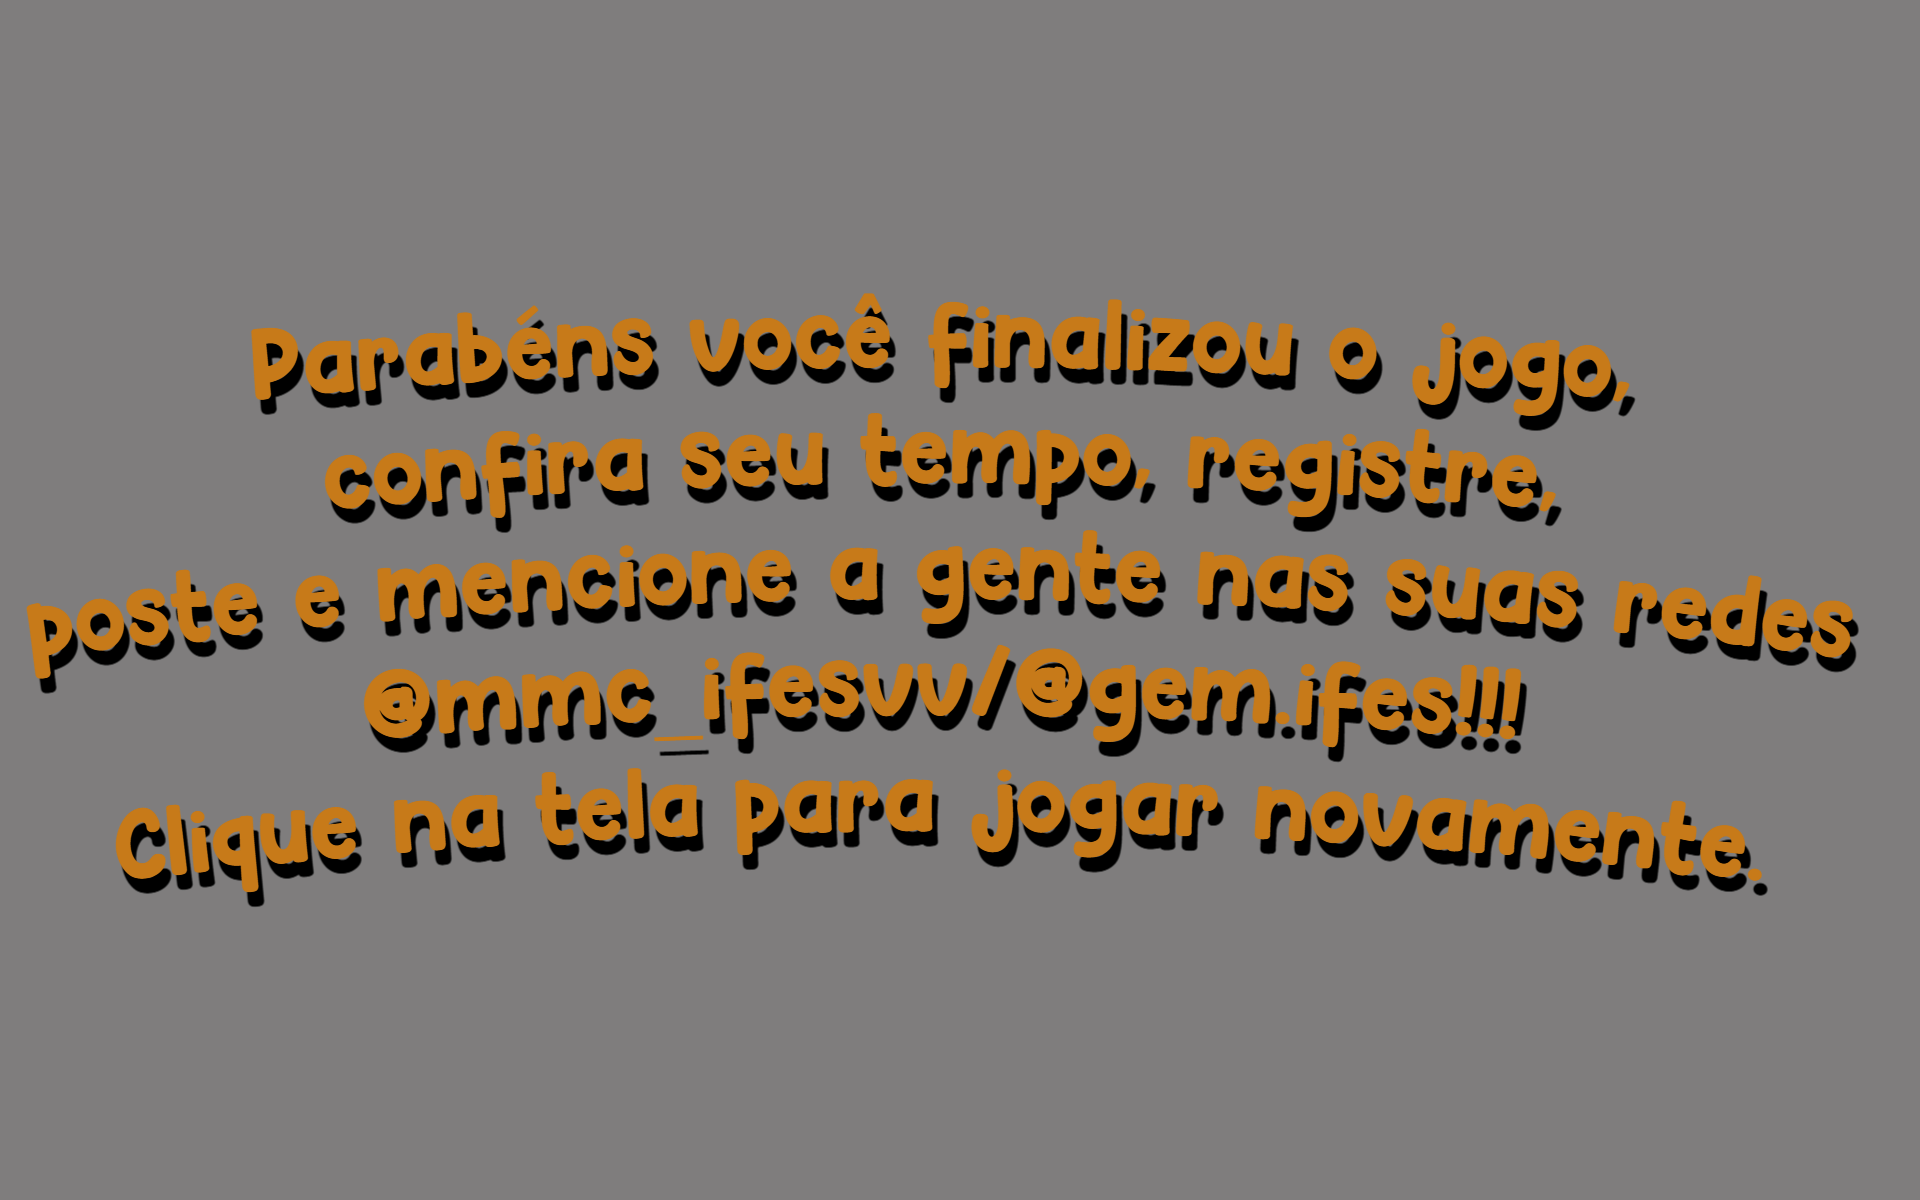 Parabéns você finalizou o jogo,
confira seu tempo, registre,
poste e mencione a gente nas suas redes
@mmc_ifesvv/@gem.ifes!!!
Clique na tela para jogar novamente.